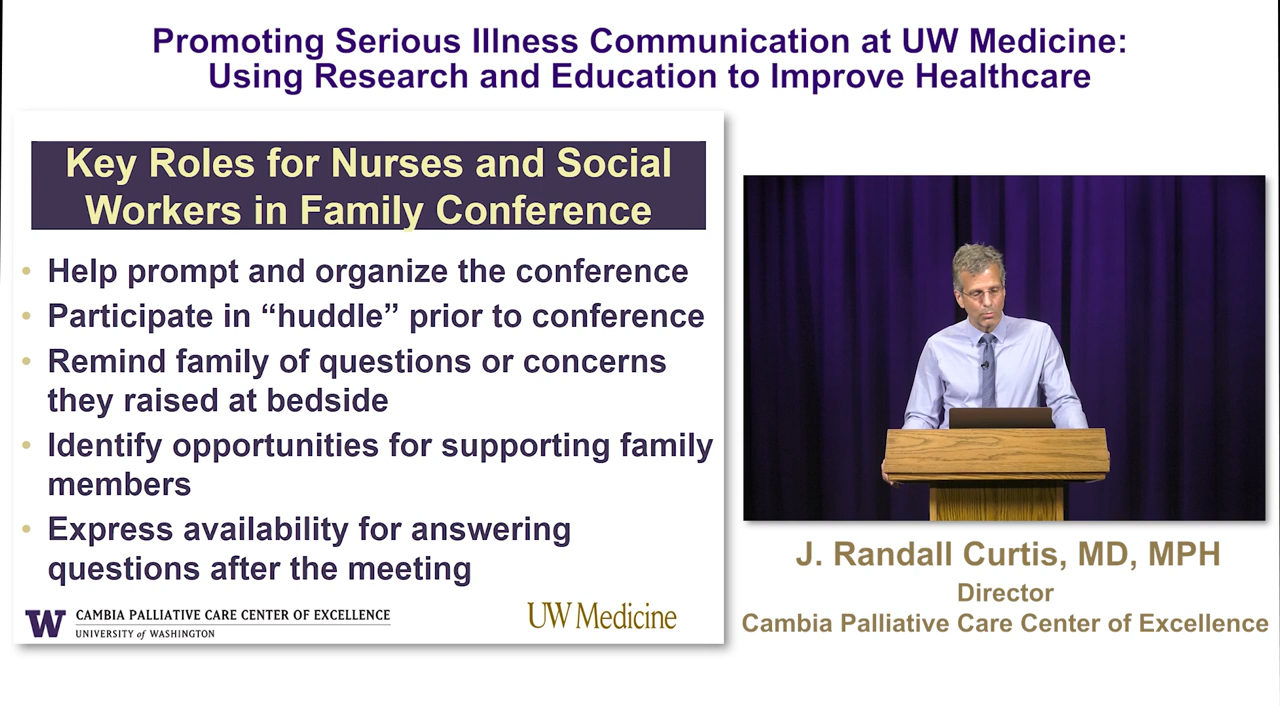 Promoting Serious Illness Communication at UW Medicine:
Using Research and Education to Improve Healthcare
Key Roles for Nurses and Social
Workers in Family Conference
• Help prompt and organize the conference
• Participate in “huddle” prior to conference
• Remind family of questions or concerns
they raised at bedside
• Identify opportunities for supporting family
members
• Express availability for answering
questions after the meeting
W CAMBIA PALLIATIVE CARE CENTER OF EXCELLENCE
UNIVERSITY of WASHINGTON
UW Medicine
J. Randall Curtis, MD, MPH
Director
Cambia Palliative Care Center of Excellence